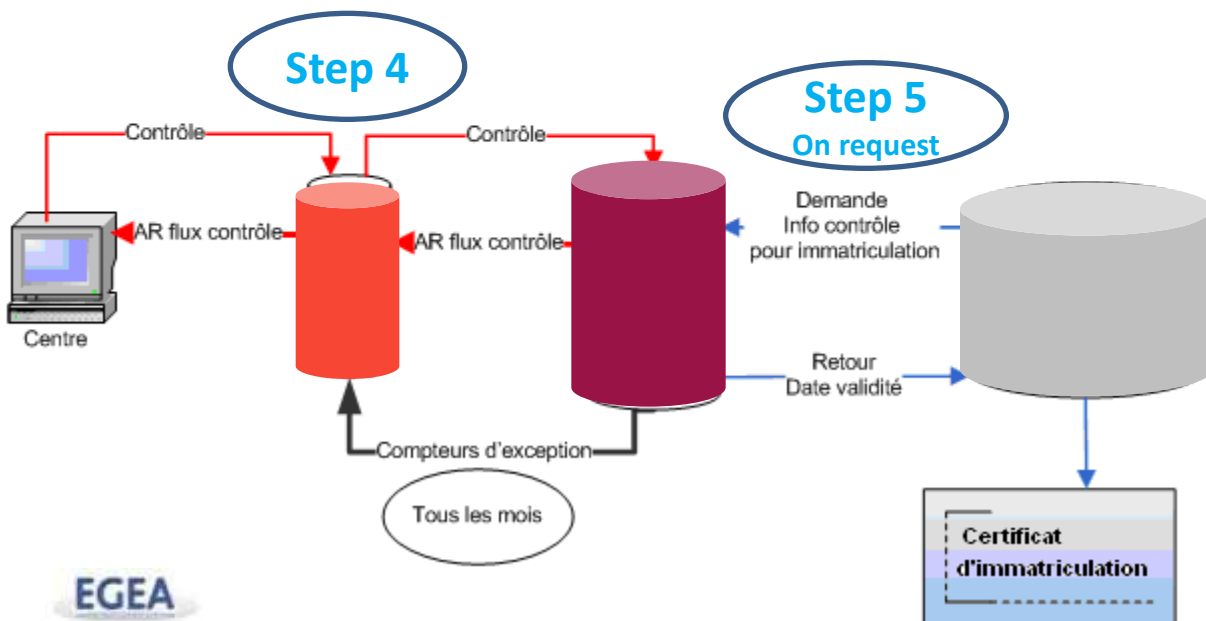 Step 4
Step 5
On request
Contrôle
Contrôle
AR flux contrôle
AR flux contrôle
Demande
Info contrôle
pour immatriculation
Centre
Retour
Date validité
Compteurs d'exception
Tous les mois
Certificat
d'immatriculation
EGEA